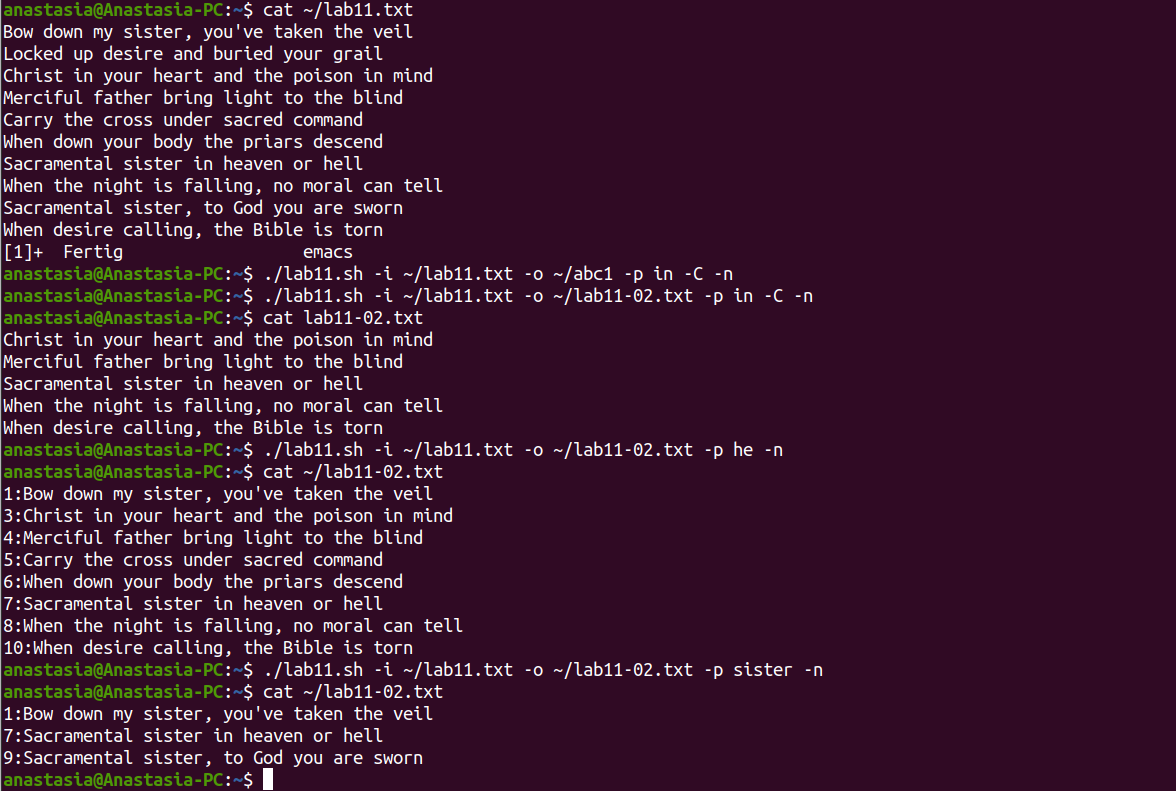 anastasia@Anastasia-PC:~$ cat ~/lab11.txt
Bow down my sister, you've taken the veil
Locked up desire and buried your grail
Christ in your heart and the poison in mind
Merciful father bring light to the blind
Carry the cross under sacred command
When down your body the priars descend
Sacramental sister in heaven or hell
When the night is falling, no moral can tell
Sacramental sister, to God you are sworn
When desire calling, the Bible is torn
[1]+  Fertig                  emacs
anastasia@Anastasia-PC:~$ ./lab11.sh -i ~/lab11.txt -o ~/abc1 -p in -C -n
anastasia@Anastasia-PC:~$ ./lab11.sh -i ~/lab11.txt -o ~/lab11-02.txt -p in -C -n
anastasia@Anastasia-PC:~$ cat lab11-02.txt
Christ in your heart and the poison in mind
Merciful father bring light to the blind
Sacramental sister in heaven or hell
When the night is falling, no moral can tell
When desire calling, the Bible is torn
anastasia@Anastasia-PC:~$ ./lab11.sh -i ~/lab11.txt -o ~/lab11-02.txt -p he -n
anastasia@Anastasia-PC:~$ cat ~/lab11-02.txt
1:Bow down my sister, you've taken the veil
3:Christ in your heart and the poison in mind
4:Merciful father bring light to the blind
5:Carry the cross under sacred command
6:When down your body the priars descend
7:Sacramental sister in heaven or hell
8:When the night is falling, no moral can tell
10:When desire calling, the Bible is torn
anastasia@Anastasia-PC:~$ ./lab11.sh -i ~/lab11.txt -o ~/lab11-02.txt -p sister -n
anastasia@Anastasia-PC:~$ cat ~/lab11-02.txt
1:Bow down my sister, you've taken the veil
7:Sacramental sister in heaven or hell
9:Sacramental sister, to God you are sworn
anastasia@Anastasia-PC:~$